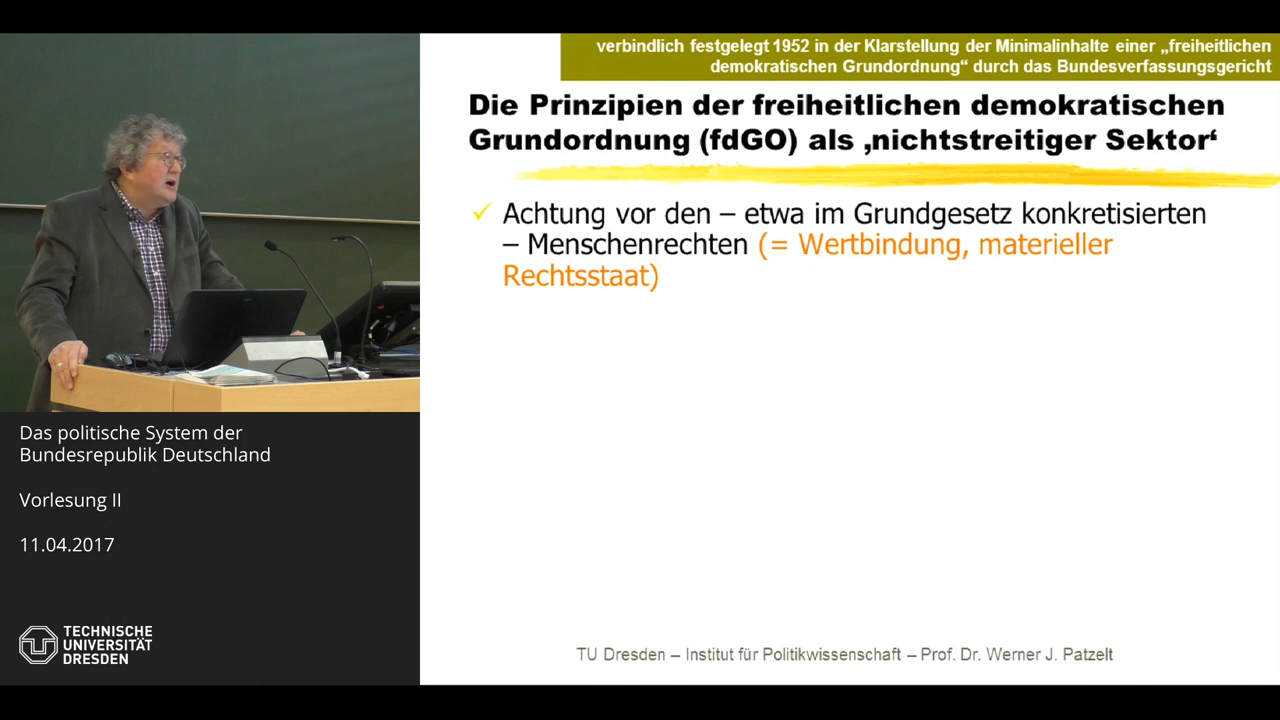 verbindlich festgelegt 1952 in der Klarstellung der Minimalinhalte einer „freiheitlichen
demokratischen Grundordnung“ durch das Bundesverfassungsgericht
Die Prinzipien der freiheitlichen demokratischen
Grundordnung (fdGO) als ‚nichtstreitiger Sektor‘
Achtung vor den – etwa im Grundgesetz konkretisierten
– Menschenrechten (= Wertbindung, materieller
Rechtsstaat)
Das politische System der
Bundesrepublik Deutschland
Vorlesung II
11.04.2017
TECHNISCHE
UNIVERSITÄT
DRESDEN
TU Dresden – Institut für Politikwissenschaft – Prof. Dr. Werner J. Patzelt